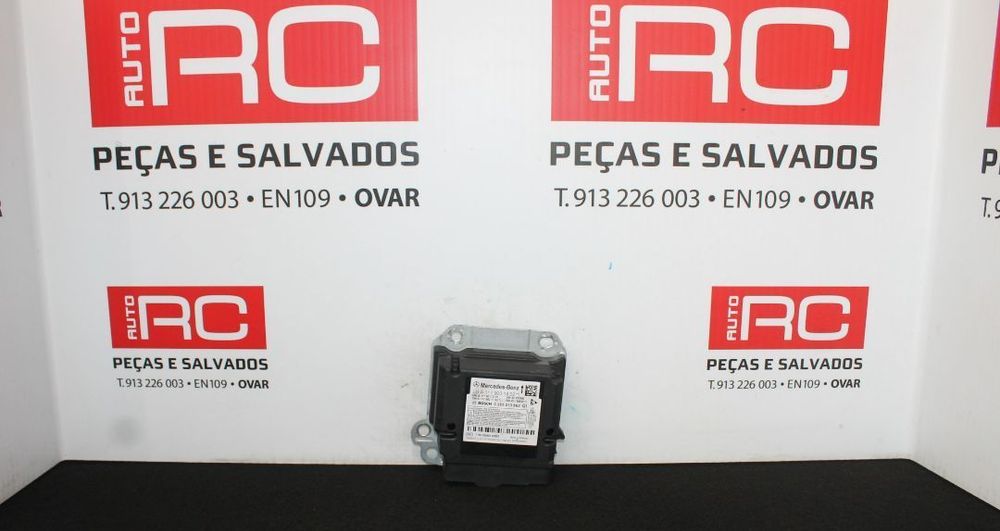 AUTO RC
PEÇAS E SALVADOS
T. 913 226 003 • EN109 • OVAR
AUTO RC
PEÇAS E SALVADOS
T. 913 226 003 • EN109 • OVAR
AUTO RC
PEÇAS E SALVADOS
T. 913 226 003 • EN109 • OVAR
AUTO RC
PEÇAS E SALVADOS
T. 913 226 003 • EN109 • OVAR
Mercedes-Benz
BOSCH